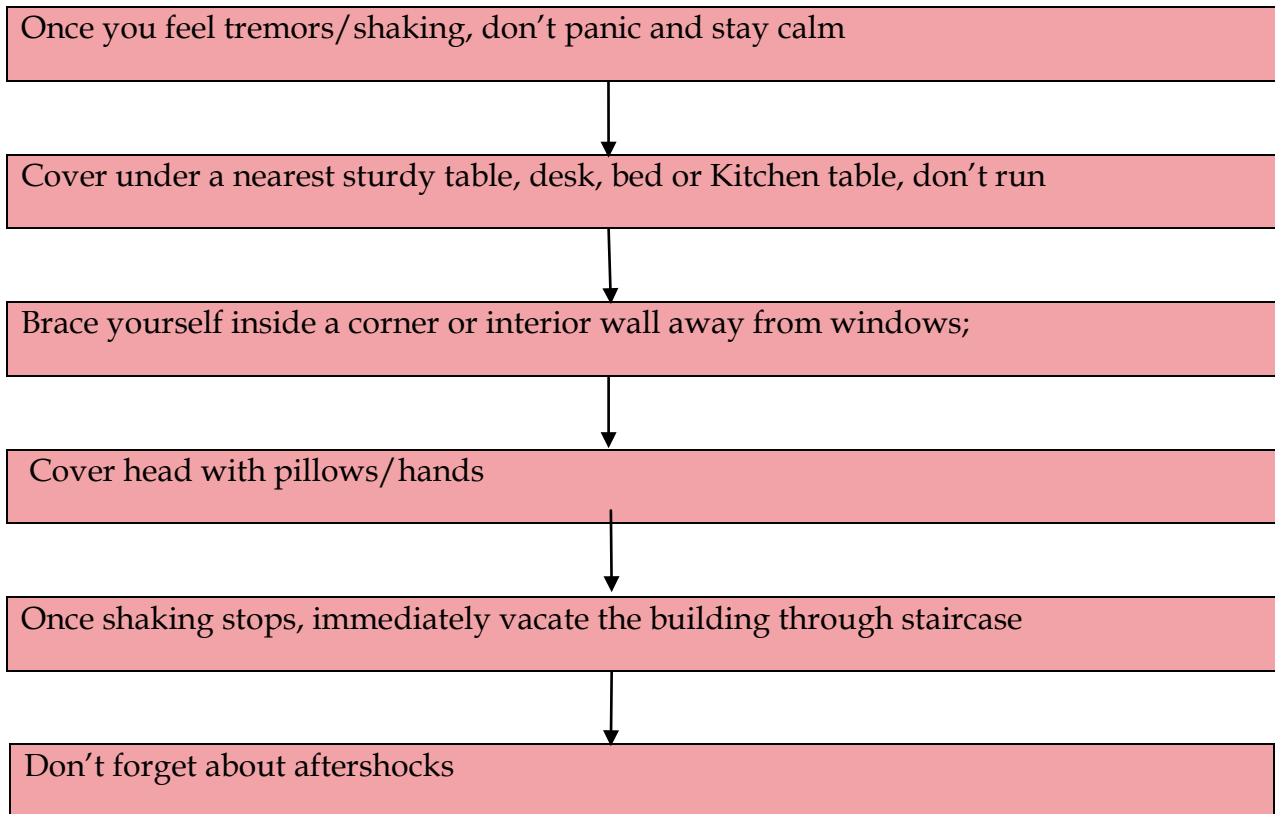 Once you feel tremors/shaking, don’t panic and stay calm
Cover under a nearest sturdy table, desk, bed or Kitchen table, don’t run
Brace yourself inside a corner or interior wall away from windows;
Cover head with pillows/hands
Once shaking stops, immediately vacate the building through staircase
Don’t forget about aftershocks